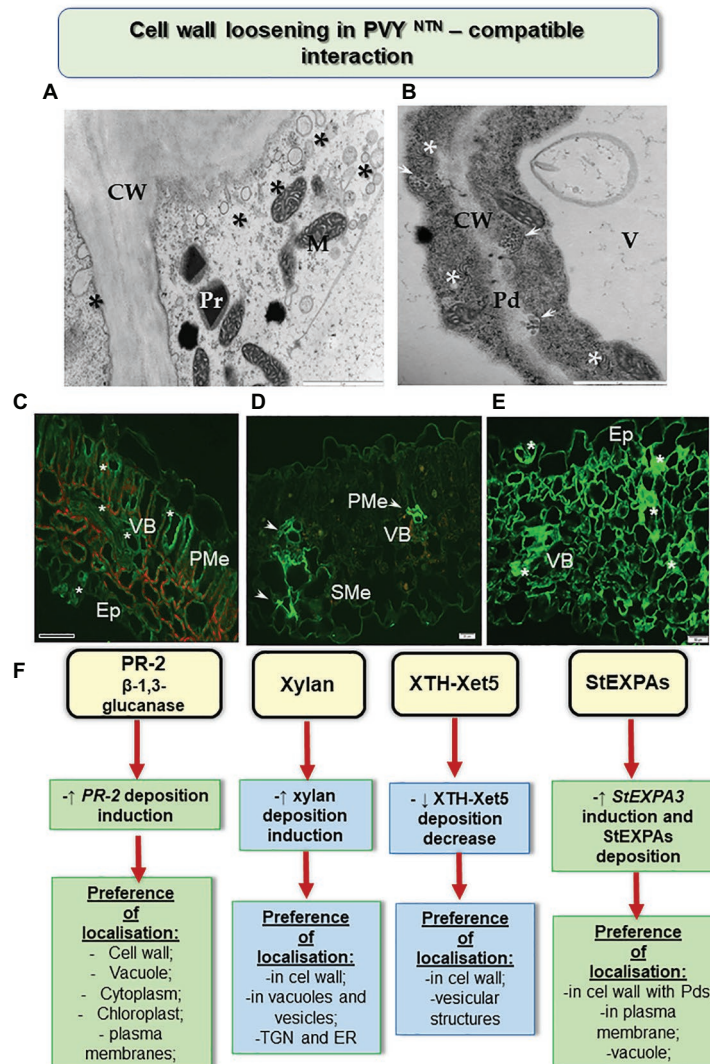 Cell wall loosening in PVY NTN – compatible
interaction
A
CW
*
*
*
*
*
M
Pr
B
*
CW
V
*
Pd
*
C
*
*
VB
*
*
PMe
*
Ep
D
PMe
VB
SMe
E
Ep
*
*
*
VB
*
*
F
PR-2
β-1,3-
glucanase
-↑ PR-2 deposition
induction
Preference
of
localisation:
- Cell wall;
- Vacuole;
- Cytoplasm;
- Chloroplast;
- plasma
membranes;
Xylan
-↑ xylan
deposition
induction
Preference
of
localisation:
-in cel wall;
-in vacuoles and
vesicles;
-TGN and ER
XTH-Xet5
- ↓ XTH-Xet5
deposition
decrease
Preference
of
localisation:
-in cell wall;
-vesicular
structures
StEXPAs
-↑ StEXPA3
induction and
StEXPAs
deposition
Preference of
localisation:
-in cell wall with Pds
-in plasma
membrane;
-vacuole;